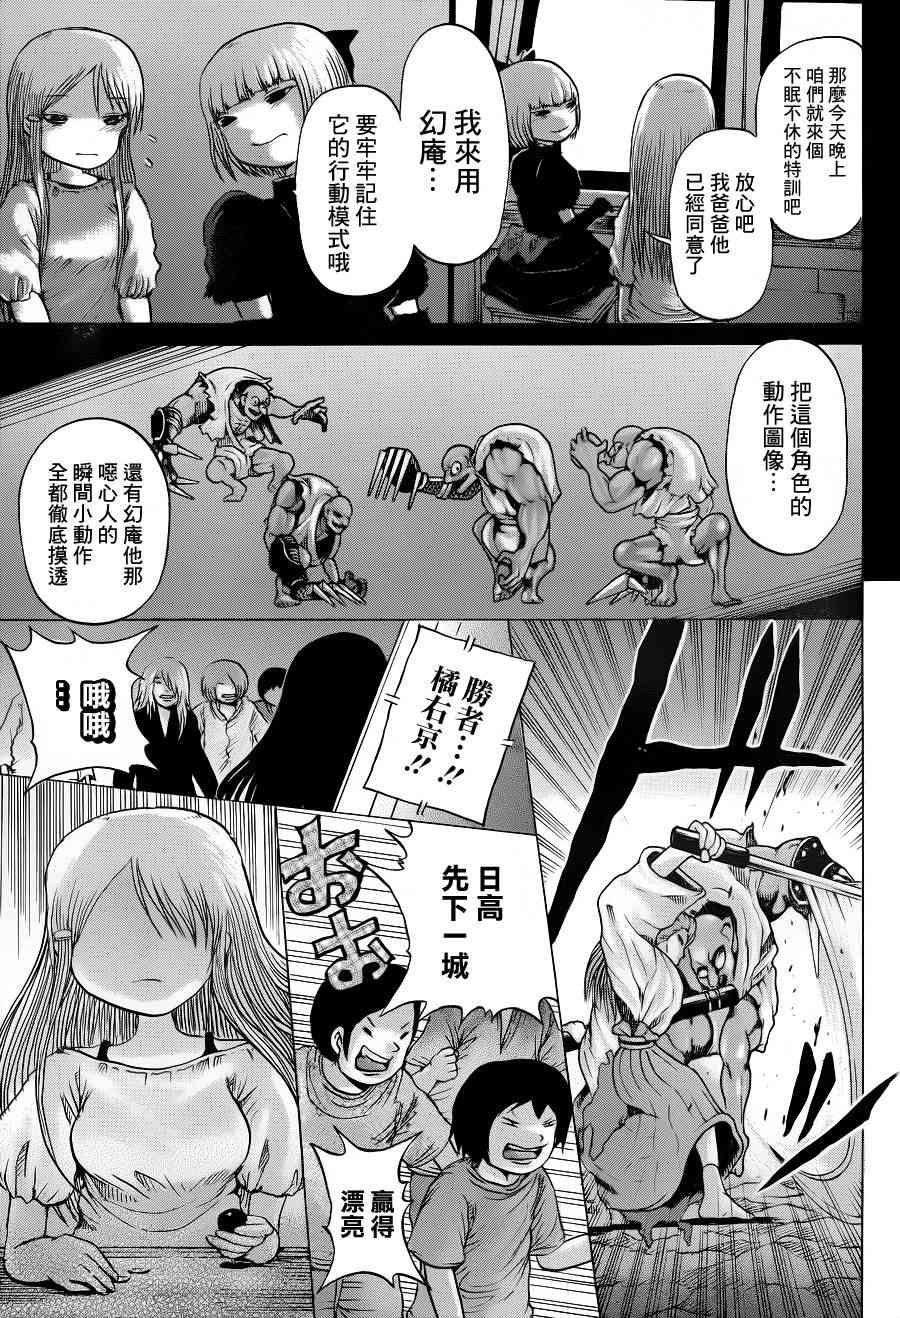 那麼今天晚上
咱們就來個
不眠不休的特訓吧
放心吧
我爸爸他
已經同意了
我來用
幻庵…
要牢牢記住
它的行動模式哦
把這個角色的
動作圖像…
還有幻庵他那
噁心人的
瞬間小動作
全都徹底摸透
ドザッ
勝者…!!
橘右京!!
哦哦
…
日高
先下一城
おお
贏得
漂亮